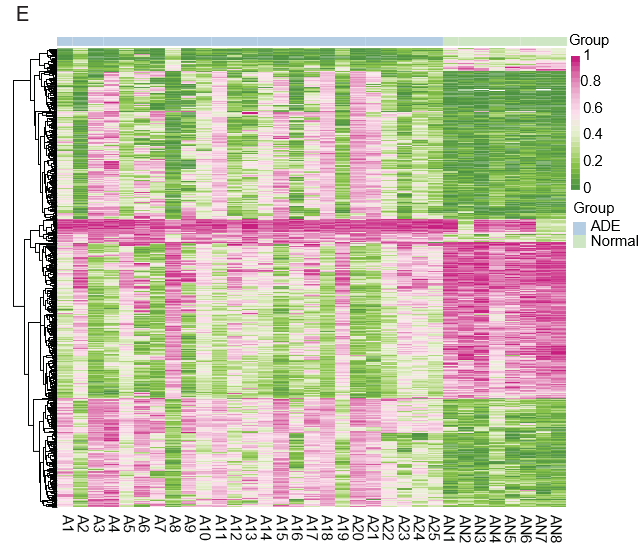 E
Group
1
0.8
0.6
0.4
0.2
0
Group
ADE
Normal
A1 A2 A3 A4 A5 A6 A7 A8 A9 A10 A11 A12 A13 A14 A15 A16 A17 A18 A19 A20 A21 A22 A23 A24 A25 AN1 AN2 AN3 AN4 AN5 AN6 AN7 AN8